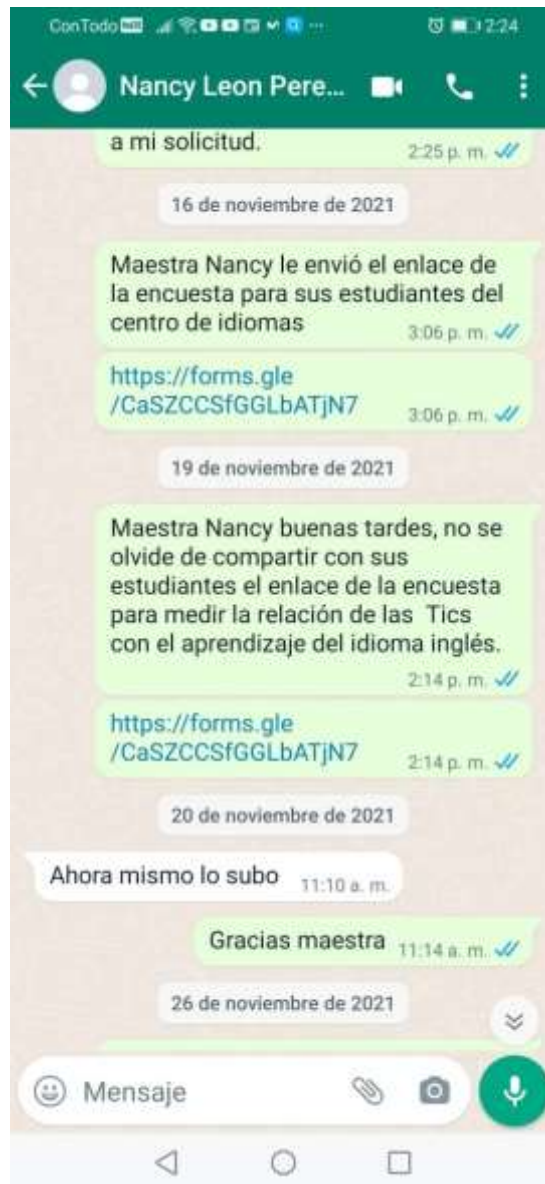 ConTodo
2:24
Nancy Leon Pere...
a mi solicitud.
2:25 p. m.
16 de noviembre de 2021
Maestra Nancy le envió el enlace de
la encuesta para sus estudiantes del
centro de idiomas
3:06 p. m.
https://forms.gle
/CaSZCCSfGGLbATjN7
3:06 p. m.
19 de noviembre de 2021
Maestra Nancy buenas tardes, no se
olvide de compartir con sus
estudiantes el enlace de la encuesta
para medir la relación de las Tics
con el aprendizaje del idioma inglés.
2:14 p. m.
https://forms.gle
/CaSZCCSfGGLbATjN7
2:14 p. m.
20 de noviembre de 2021
Ahora mismo lo subo 11:10 a. m.
Gracias maestra 11:14 a. m.
26 de noviembre de 2021
Mensaje